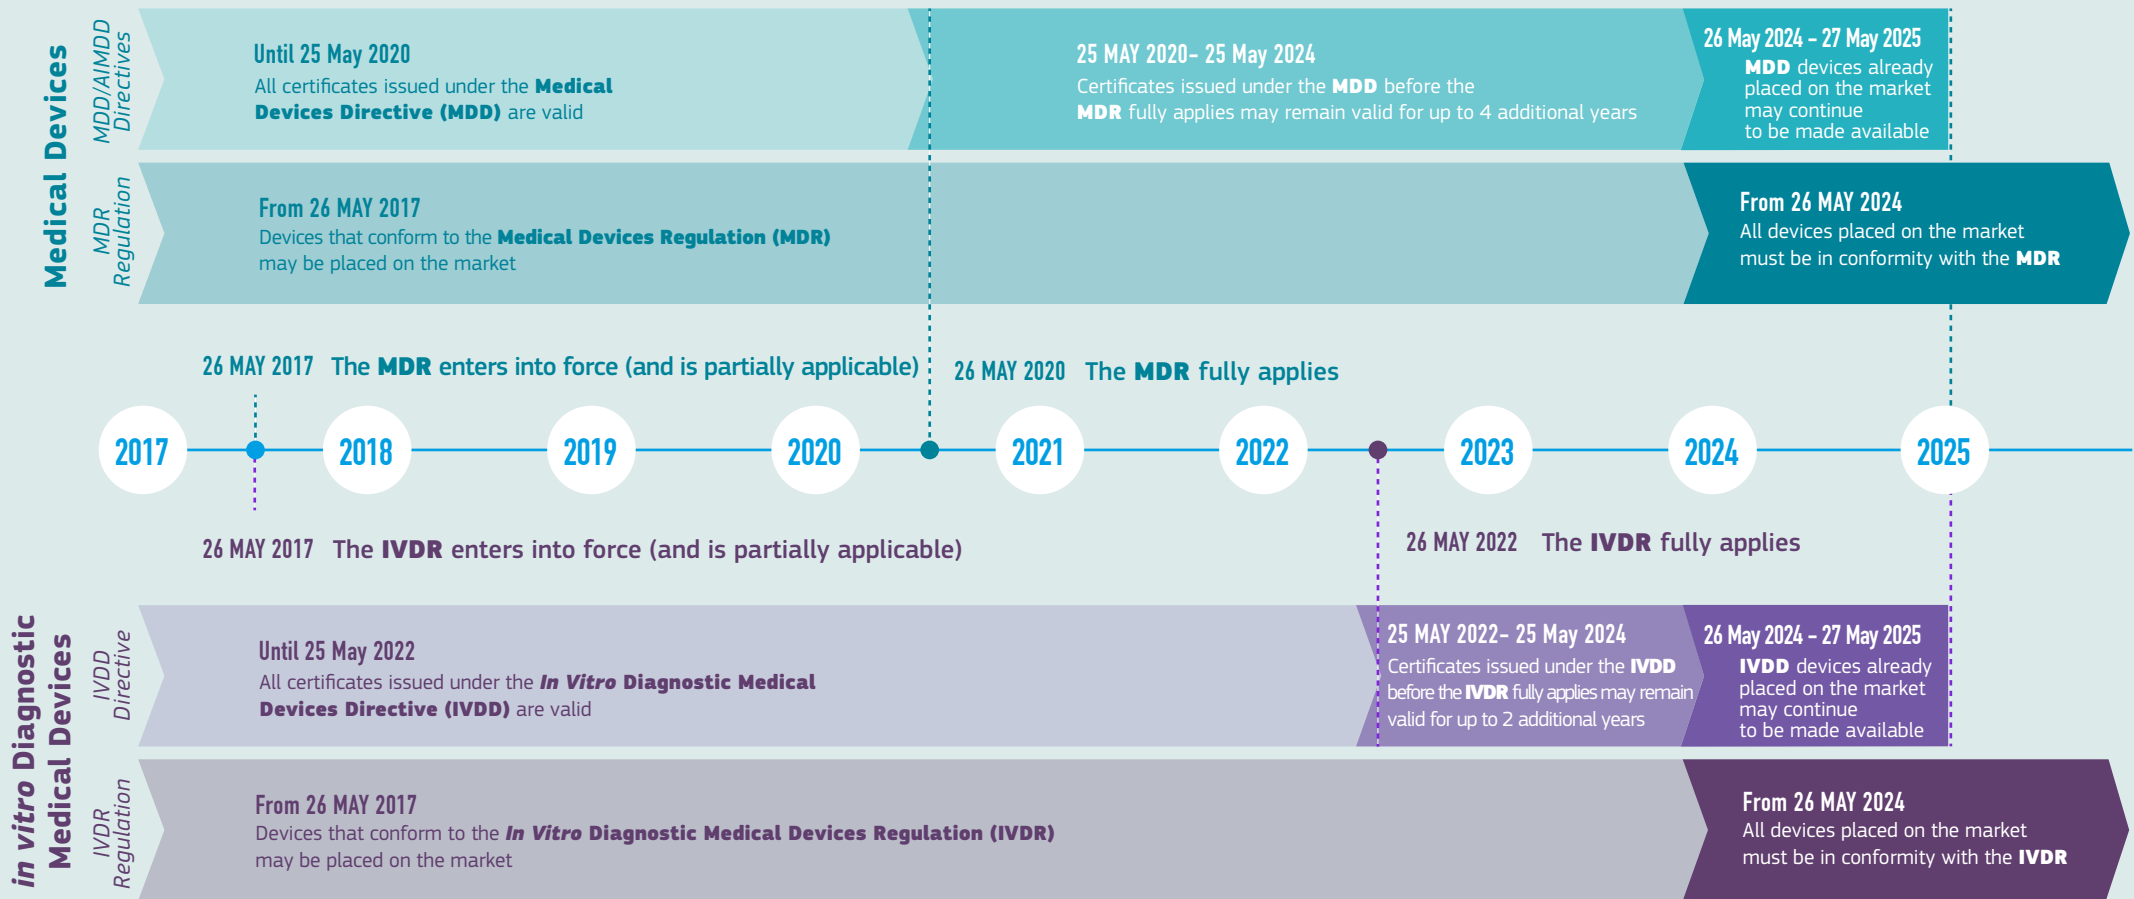 Medical Devices
MDD/AIMDD
Directives
Until 25 May 2020
All certificates issued under the Medical
Devices Directive (MDD) are valid
25 MAY 2020- 25 May 2024
Certificates issued under the MDD before the
MDR fully applies may remain valid for up to 4 additional years
26 May 2024 - 27 May 2025
MDD devices already
placed on the market
may continue
to be made available
MDR
Regulation
From 26 MAY 2017
Devices that conform to the Medical Devices Regulation (MDR)
may be placed on the market
From 26 MAY 2024
All devices placed on the market
must be in conformity with the MDR
26 MAY 2017 The MDR enters into force (and is partially applicable)
26 MAY 2020 The MDR fully applies
2017 2018 2019 2020 2021 2022 2023 2024 2025
26 MAY 2017 The IVDR enters into force (and is partially applicable)
26 MAY 2022 The IVDR fully applies
in vitro Diagnostic
Medical Devices
IVDD
Directive
Until 25 May 2022
All certificates issued under the In Vitro Diagnostic Medical
Devices Directive (IVDD) are valid
25 MAY 2022- 25 May 2024
Certificates issued under the IVDD
before the IVDR fully applies may remain
valid for up to 2 additional years
26 May 2024 - 27 May 2025
IVDD devices already
placed on the market
may continue
to be made available
IVDR
Regulation
From 26 MAY 2017
Devices that conform to the In Vitro Diagnostic Medical Devices Regulation (IVDR)
may be placed on the market
From 26 MAY 2024
All devices placed on the market
must be in conformity with the IVDR